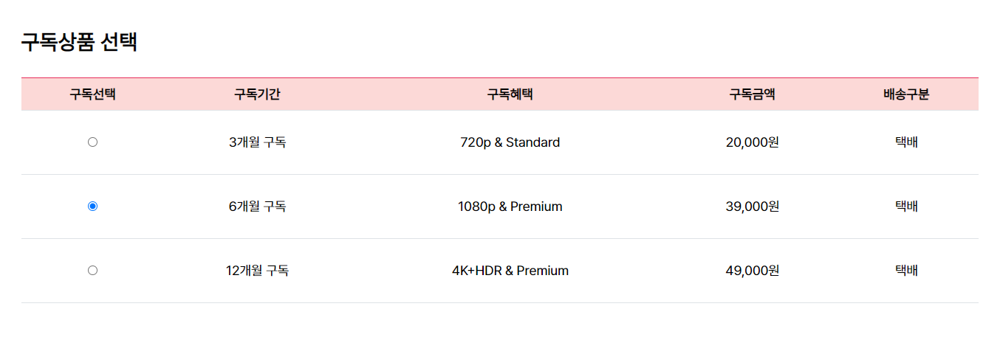 구독상품 선택
구독선택 구독기간 구독혜택 구독금액 배송구분
3개월 구독 720p & Standard 20,000원 택배
6개월 구독 1080p & Premium 39,000원 택배
12개월 구독 4K+HDR & Premium 49,000원 택배